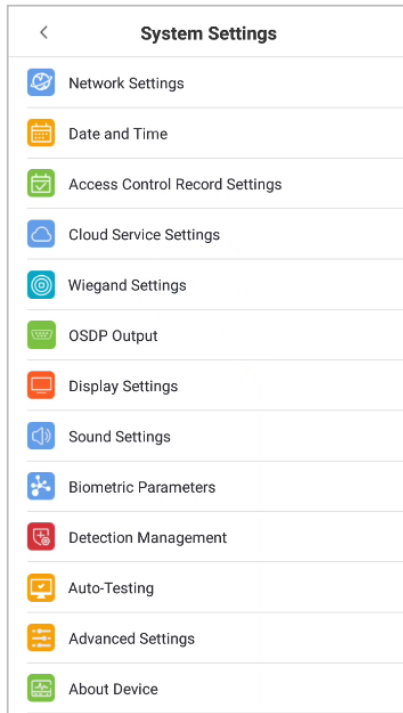 System Settings
Network Settings
Date and Time
Access Control Record Settings
Cloud Service Settings
Wiegand Settings
OSDP Output
Display Settings
Sound Settings
Biometric Parameters
Detection Management
Auto-Testing
Advanced Settings
About Device